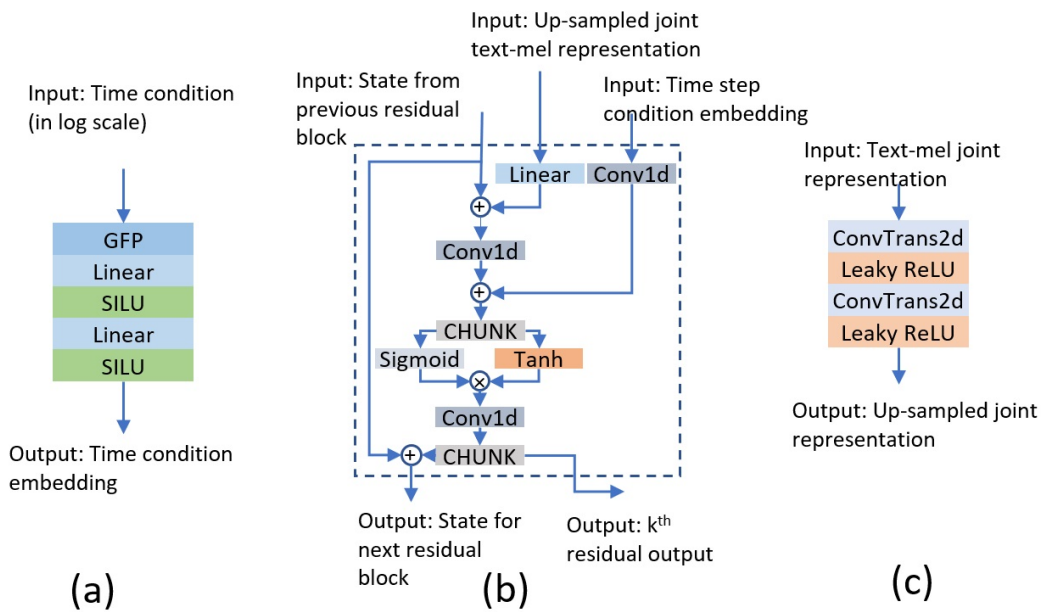 Input: Time condition
(in log scale)
GFP
Linear
SILU
Linear
SILU
Output: Time condition
embedding
(a)
Input: Up-sampled joint
text-mel representation
Input: State from
previous residual
block
Input: Time step
condition embedding
Linear
Conv1d
+
Conv1d
+
CHUNK
Sigmoid
Tanh
×
Conv1d
+
CHUNK
Output: State for
next residual
block
Output: kth
residual output
(b)
Input: Text-mel joint
representation
ConvTrans2d
Leaky ReLU
ConvTrans2d
Leaky ReLU
Output: Up-sampled joint
representation
(c)